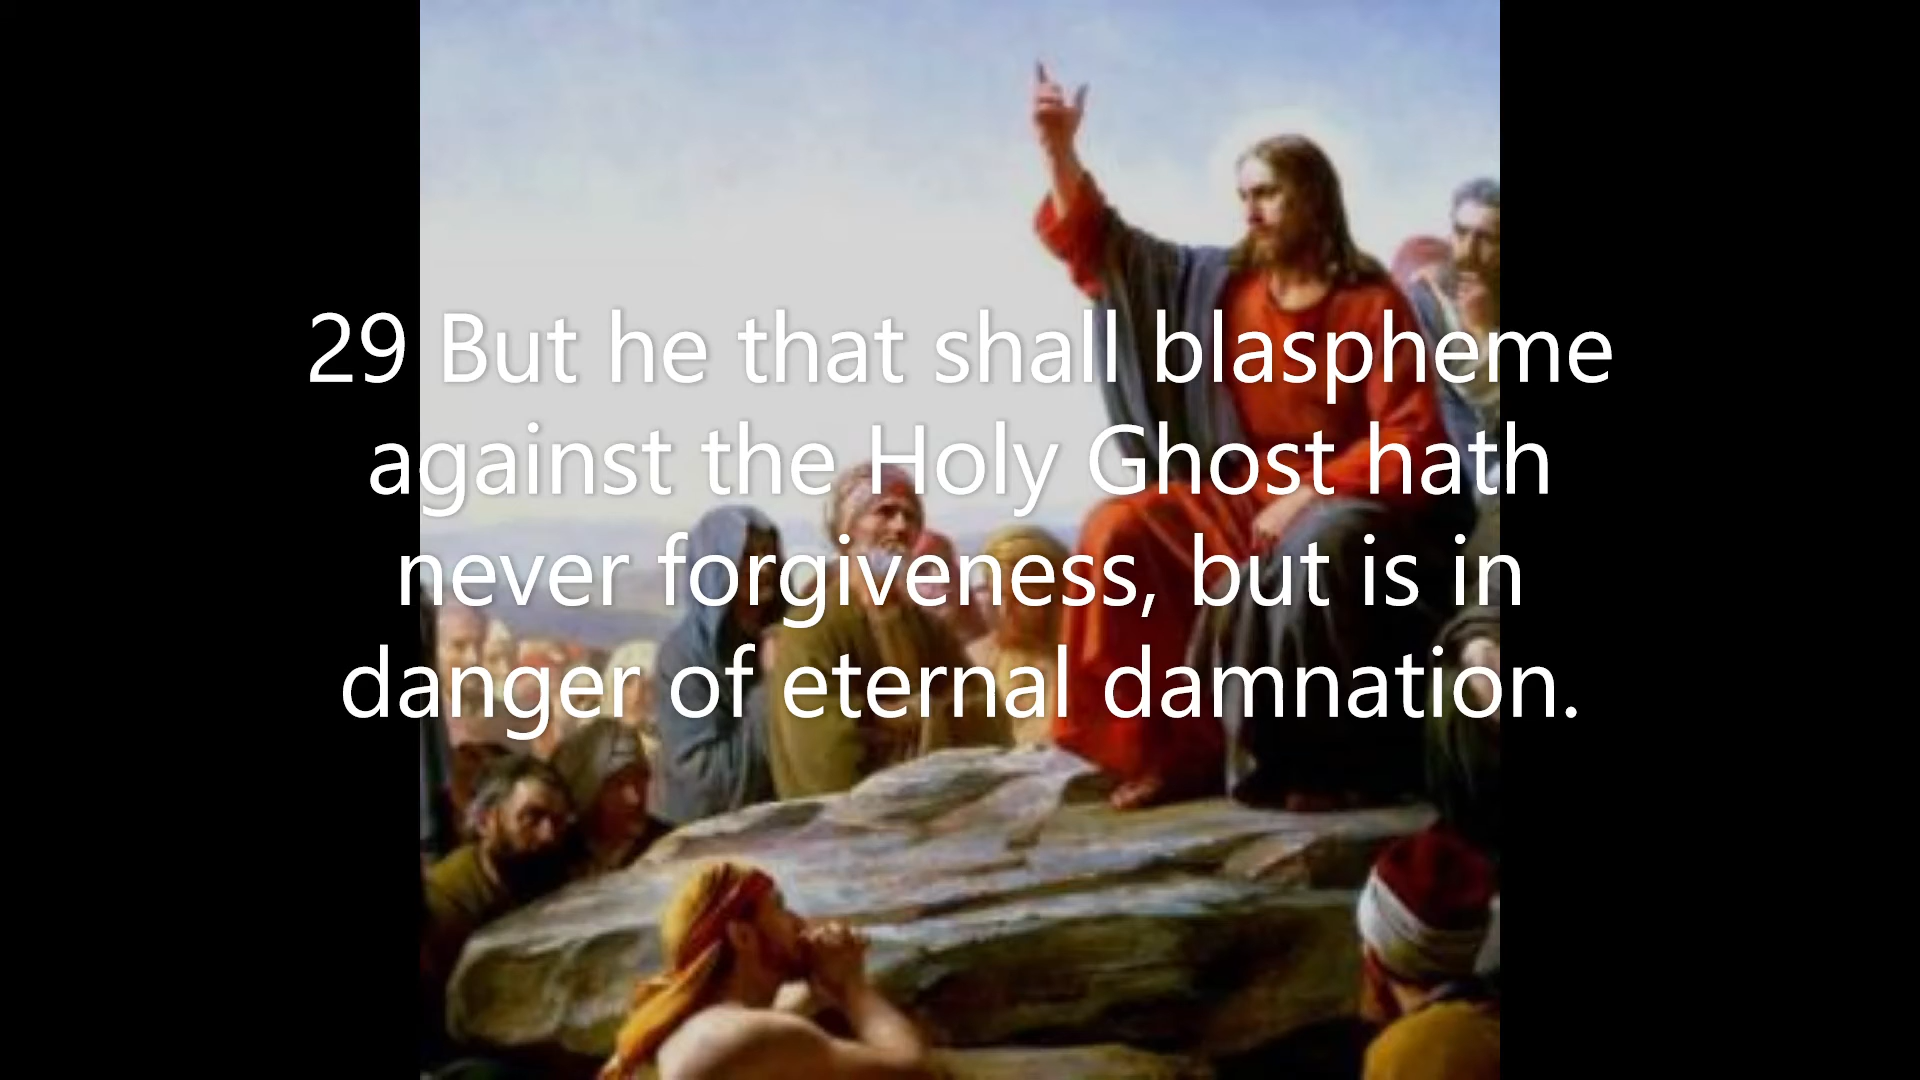 29 But he that shall blaspheme
against the Holy Ghost hath
never forgiveness, but is in
danger of eternal damnation.